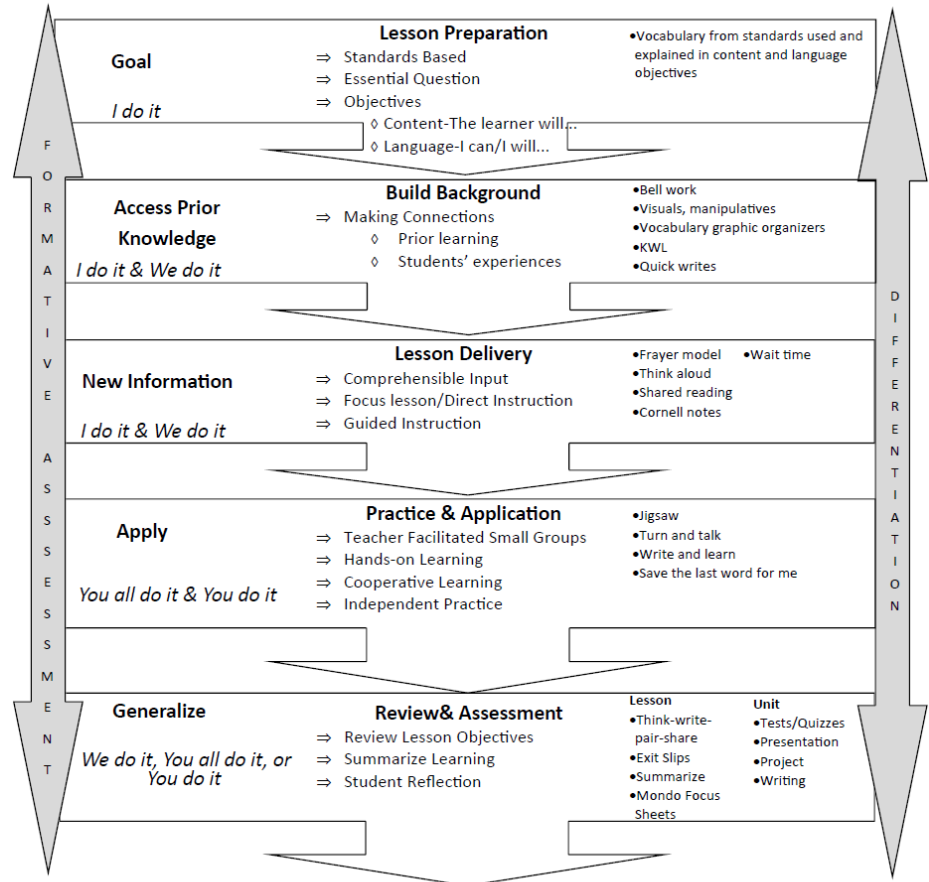 FORMATIVE ASSESSMENT
DIFFERENTIATION
Goal
I do it
Lesson Preparation
⇒ Standards Based
⇒ Essential Question
⇒ Objectives
◊ Content-The learner will...
◊ Language-I can/I will...
•Vocabulary from standards used and
explained in content and language
objectives
Access Prior
Knowledge
I do it & We do it
Build Background
⇒ Making Connections
◊ Prior learning
◊ Students’ experiences
•Bell work
•Visuals, manipulatives
•Vocabulary graphic organizers
•KWL
•Quick writes
New Information
I do it & We do it
Lesson Delivery
⇒ Comprehensible Input
⇒ Focus lesson/Direct Instruction
⇒ Guided Instruction
•Frayer model
•Think aloud
•Shared reading
•Cornell notes
•Wait time
Apply
You all do it & You do it
Practice & Application
⇒ Teacher Facilitated Small Groups
⇒ Hands-on Learning
⇒ Cooperative Learning
⇒ Independent Practice
•Jigsaw
•Turn and talk
•Write and learn
•Save the last word for me
Generalize
We do it, You all do it, or
You do it
Review& Assessment
⇒ Review Lesson Objectives
⇒ Summarize Learning
⇒ Student Reflection
Lesson
•Think-write-
pair-share
•Exit Slips
•Summarize
•Mondo Focus
Sheets
Unit
•Tests/Quizzes
•Presentation
•Project
•Writing